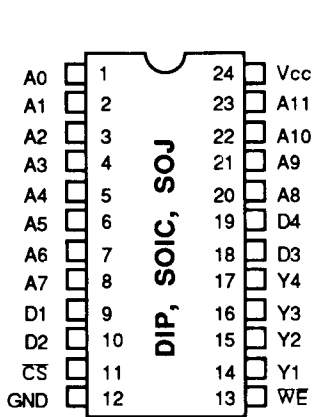 A0 1 24 Vcc
A1 2 23 A11
A2 3 22 A10
A3 4 21 A9
A4 5 20 A8
A5 6 19 D4
A6 7 18 D3
A7 8 17 Y4
D1 9 16 Y3
D2 10 15 Y2
C̅S̅ 11 14 Y1
GND 12 13 W̅E̅
DIP, SOIC, SOJ